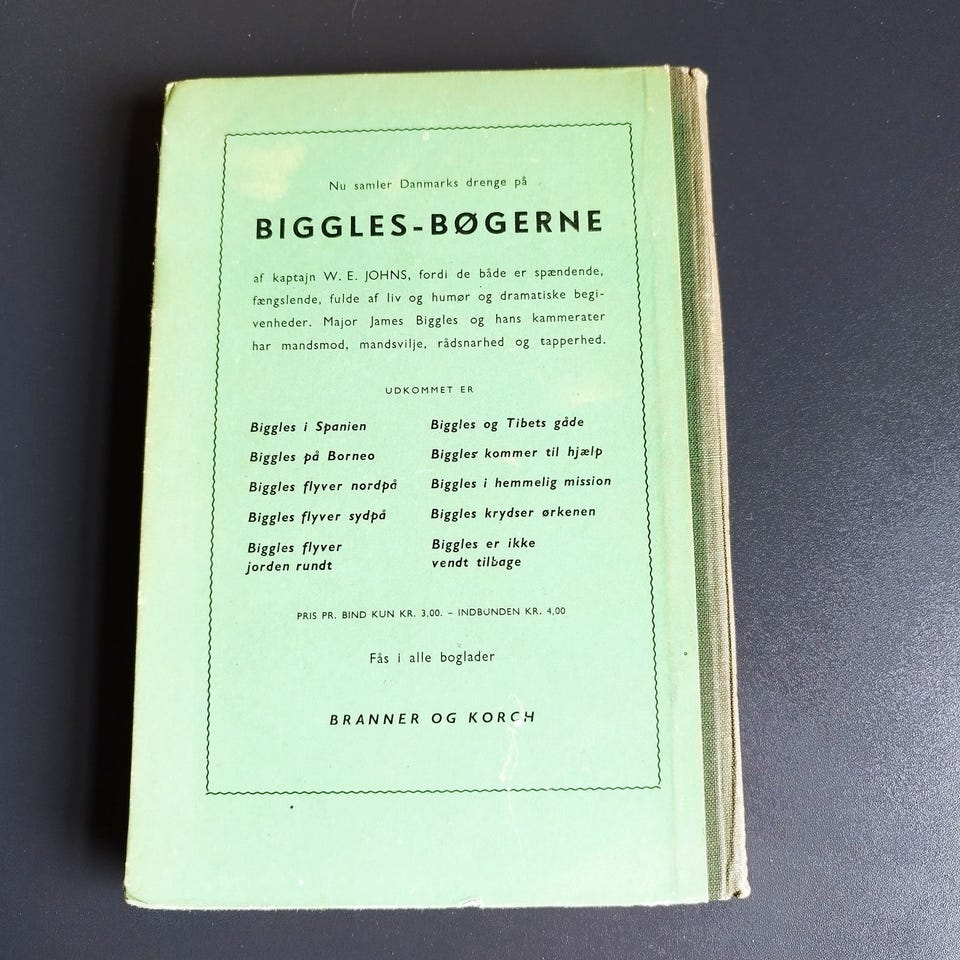 Nu samler Danmarks drenge på
BIGGLES-BØGERNE
af kaptajn W. E. JOHNS, fordi de både er spændende,
fængslende, fulde af liv og humør og dramatiske begi-
venheder. Major James Biggles og hans kammerater
har mandsmod, mandsvilje, rådsnarhed og tapperhed.
UDKOMMET ER
Biggles i Spanien
Biggles på Borneo
Biggles flyver nordpå
Biggles flyver sydpå
Biggles flyver
jorden rundt
Biggles og Tibets gåde
Biggles kommer til hjælp
Biggles i hemmelig mission
Biggles krydser ørkenen
Biggles er ikke
vendt tilbage
PRIS PR. BIND KUN KR. 3,00. – INDBUNDEN KR. 4,00
Fås i alle boglader
BRANNER OG KORCH